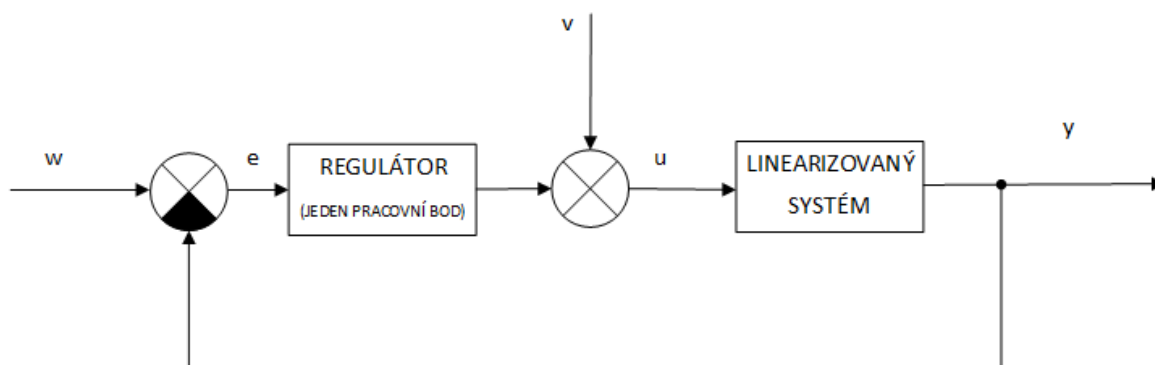 v
w
e
REGULÁTOR
(JEDEN PRACOVNÍ BOD)
u
LINEARIZOVANÝ
SYSTÉM
y